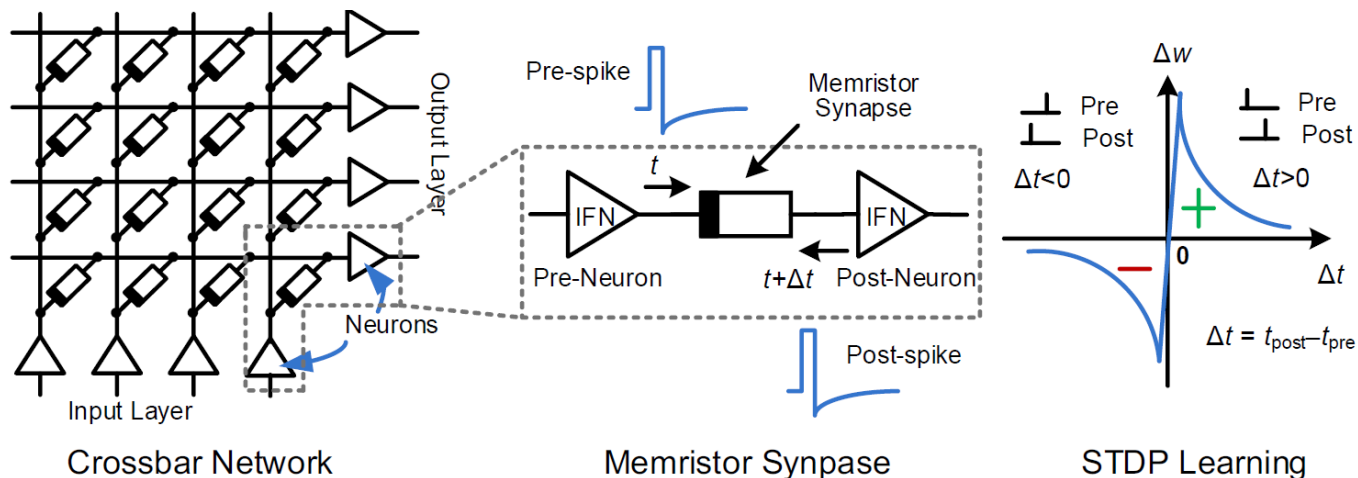 Output Layer
Neurons
Input Layer
Crossbar Network
Pre-spike
Memristor
Synapse
t
IFN
IFN
Pre-Neuron
t+Δt
Post-Neuron
Post-spike
Memristor Synpase
Δw
Pre
Post
Δt<0
Pre
Post
Δt>0
+
−
0
Δt
Δt = tpost–tpre
STDP Learning